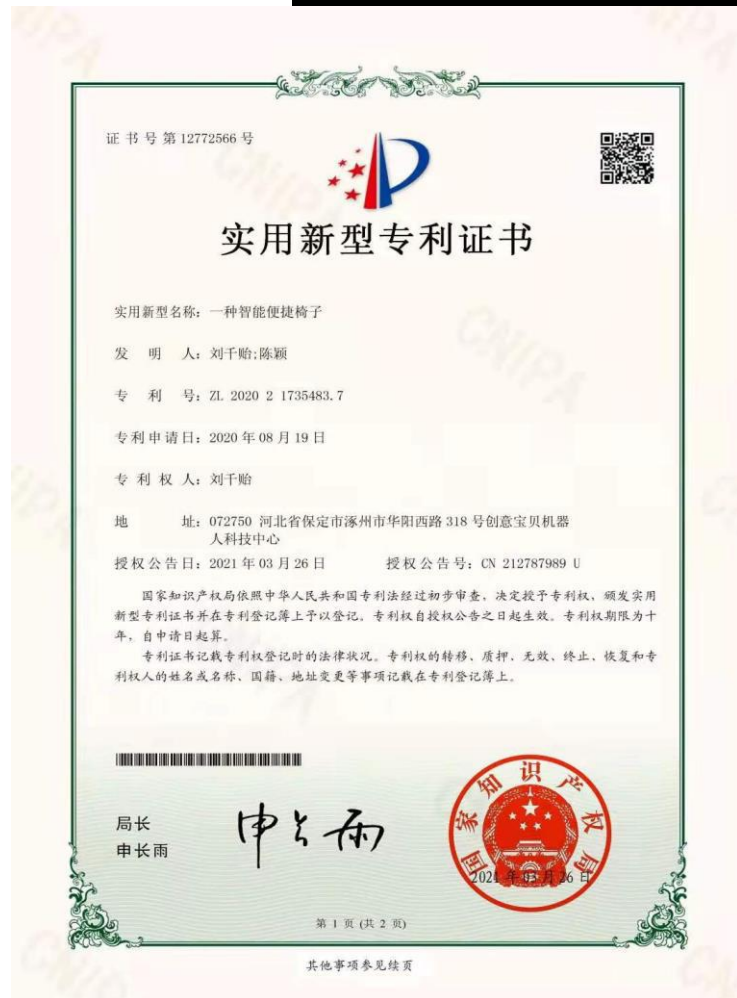 证书号第12772566号
实用新型专利证书
实用新型名称：一种智能便捷椅子
发明人：刘千贻;陈颖
专利号：ZL 2020 2 1735483.7
专利申请日：2020年08月19日
专利权人：刘千贻
地址：072750 河北省保定市涿州市华阳西路318号创意宝贝机器
人科技中心
授权公告日：2021年03月26日 授权公告号：CN 212787989 U
国家知识产权局依照中华人民共和国专利法经过初步审查，决定授予专利权，颁发实用
新型专利证书并在专利登记簿上予以登记。专利权自授权公告之日起生效。专利权期限为十
年，自申请日起算。
专利证书记载专利权登记时的法律状况。专利权的转移、质押、无效、终止、恢复和专
利权人的姓名或名称、国籍、地址变更等事项记载在专利登记簿上。
局长
申长雨
申长雨
国家知识产权局
2021年03月26日
第 1 页 (共 2 页)
其他事项参见续页
CNIPA
CNIPA
CNIPA